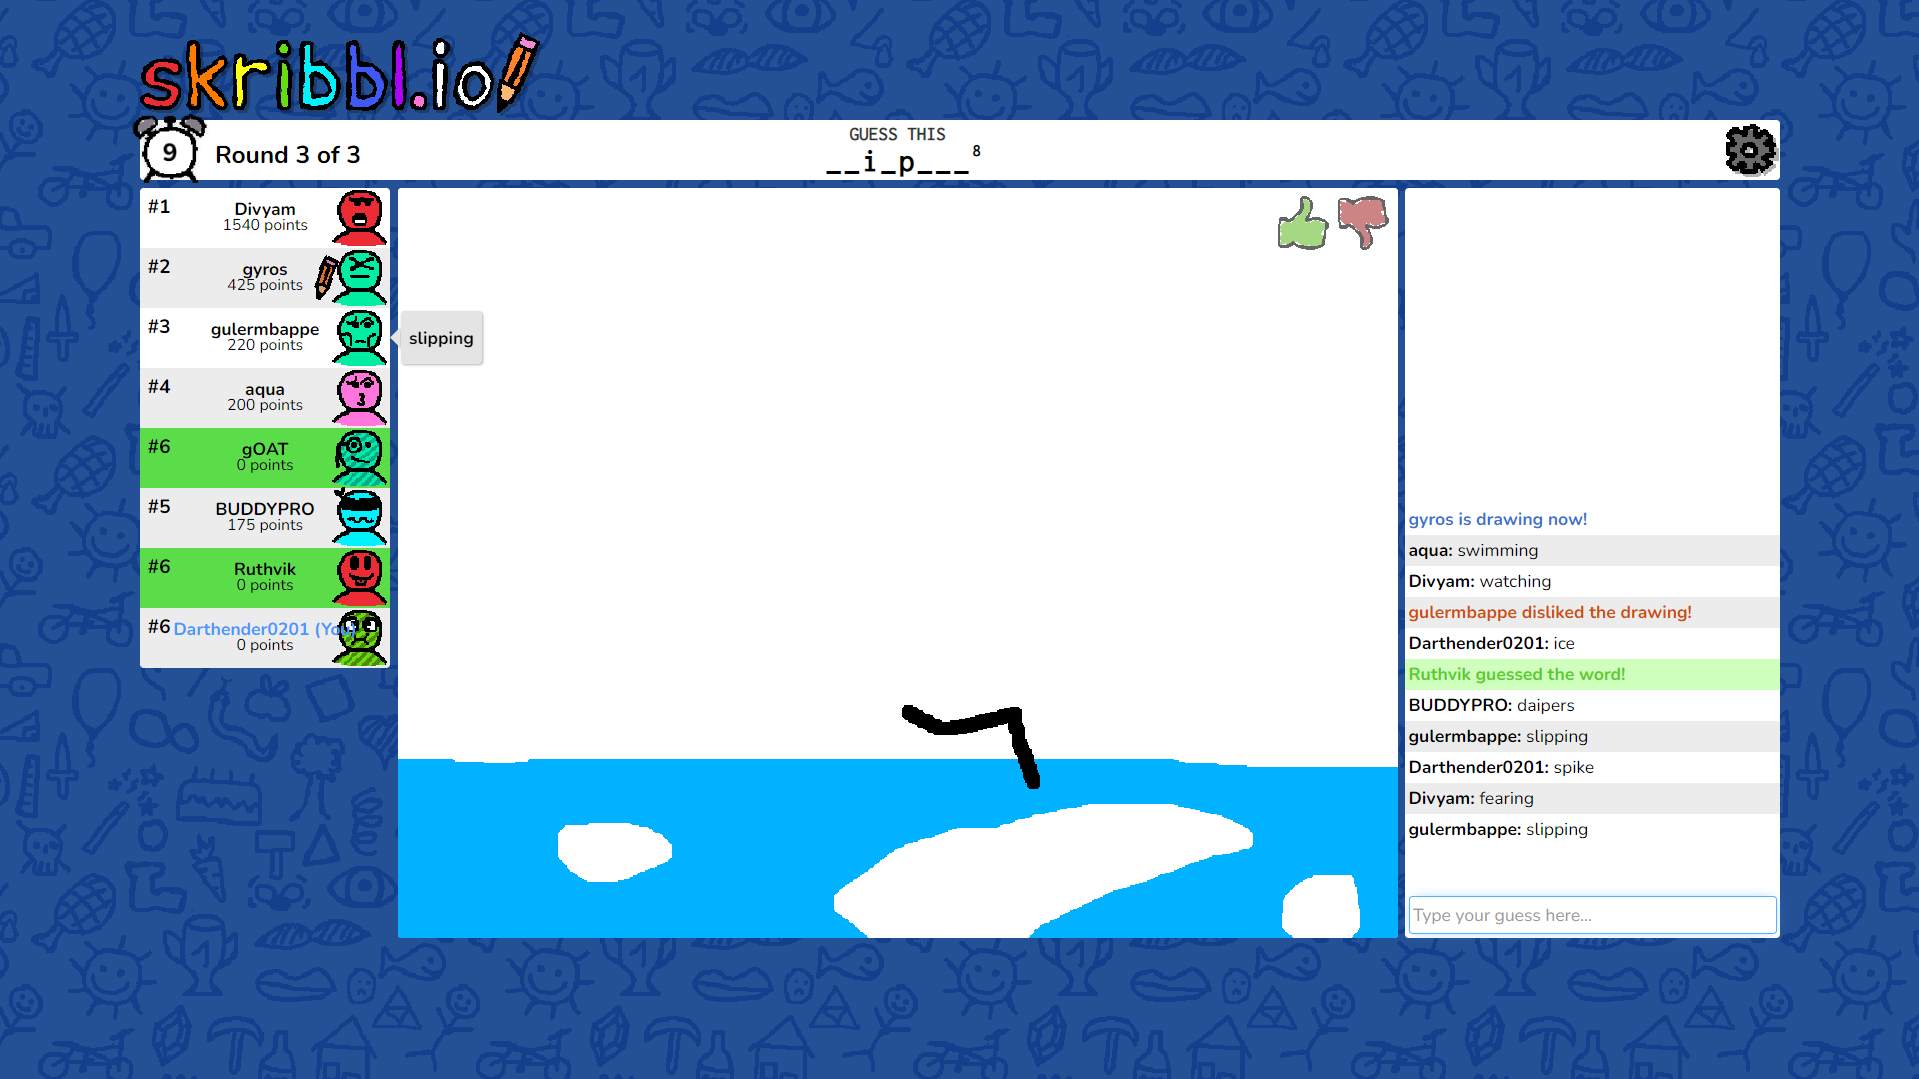 skribbl.io
9
Round 3 of 3
GUESS THIS
__i_p___ 8
#1
Divyam
1540 points
#2
gyros
425 points
#3
gulermbappe
220 points
slipping
#4
aqua
200 points
#6
gOAT
0 points
#5
BUDDYPRO
175 points
#6
Ruthvik
0 points
#6
Darthender0201 (You)
0 points
gyros is drawing now!
aqua: swimming
Divyam: watching
gulermbappe disliked the drawing!
Darthender0201: ice
Ruthvik guessed the word!
BUDDYPRO: daipers
gulermbappe: slipping
Darthender0201: spike
Divyam: fearing
gulermbappe: slipping
Type your guess here...